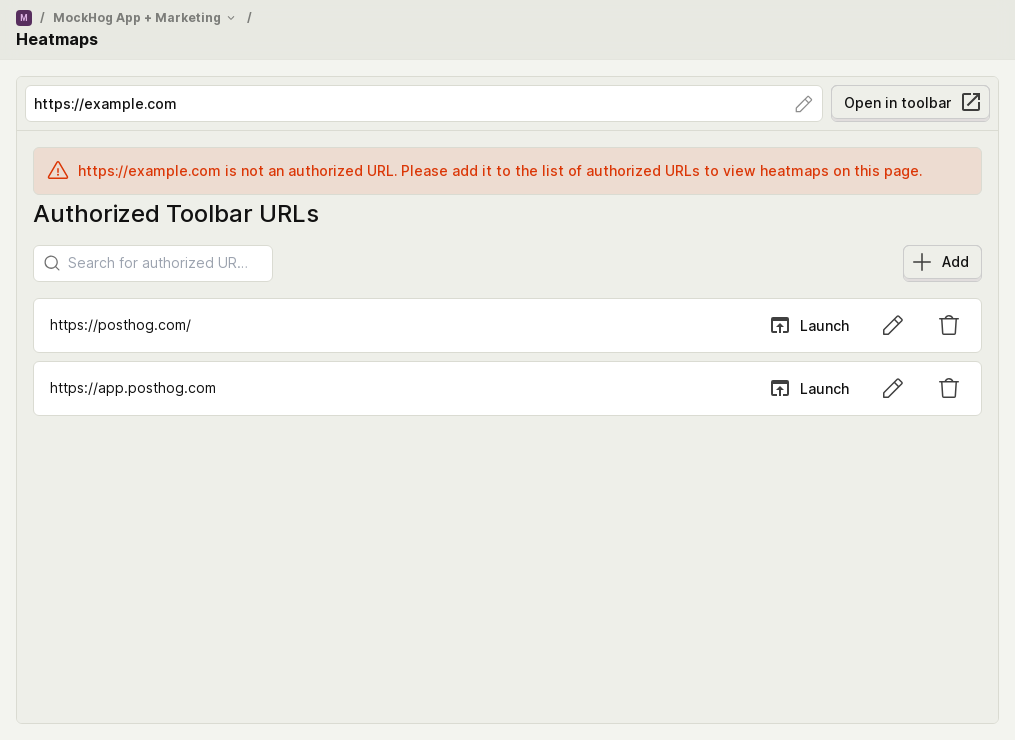 M / MockHog App + Marketing /
Heatmaps
https://example.com
Open in toolbar
https://example.com is not an authorized URL. Please add it to the list of authorized URLs to view heatmaps on this page.
Authorized Toolbar URLs
Search for authorized UR...
Add
https://posthog.com/
Launch
https://app.posthog.com
Launch